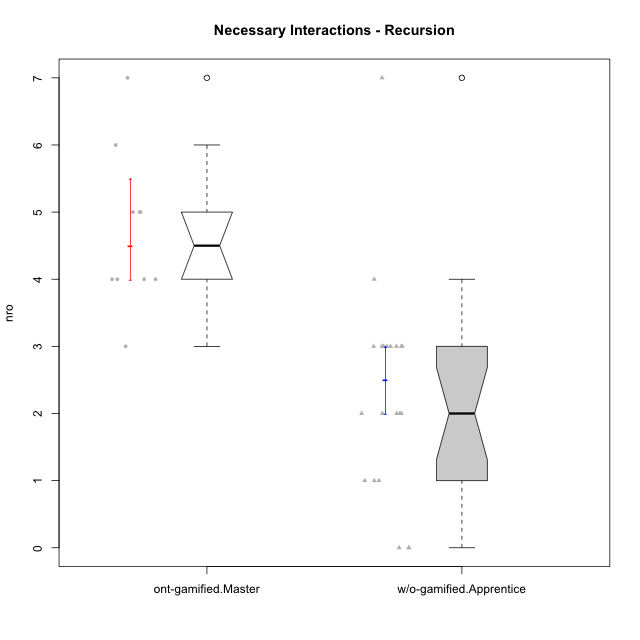 Necessary Interactions - Recursion
7
6
5
4
3
2
1
0
nro
ont-gamified.Master
w/o-gamified.Apprentice